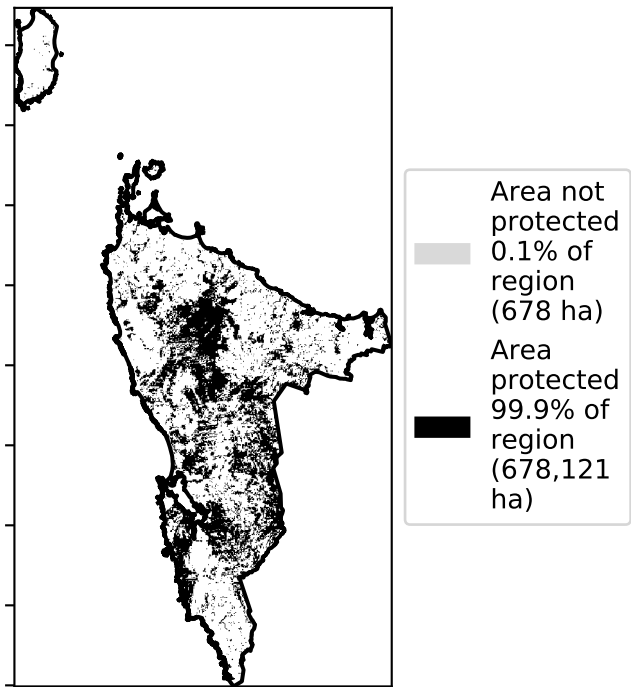 Area not
protected
0.1% of
region
(678 ha)
Area
protected
99.9% of
region
(678,121
ha)